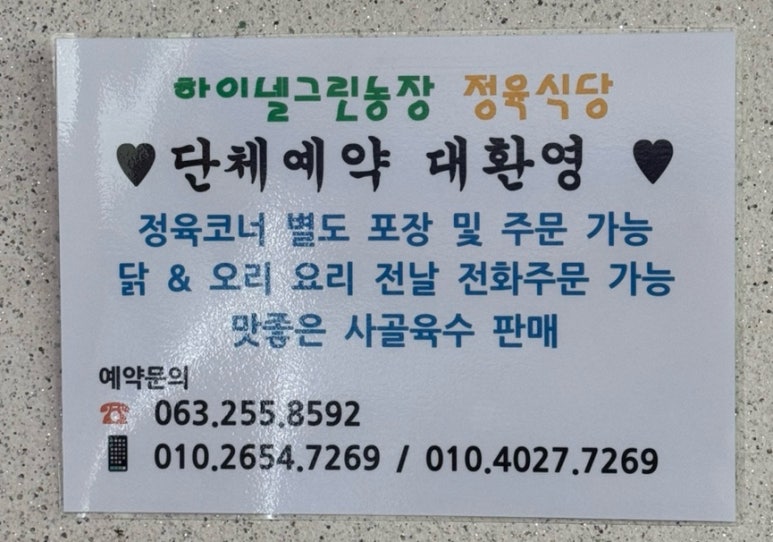 하이넬그린농장 정육식당
♥단체예약 대환영 ♥
정육코너 별도 포장 및 주문 가능
닭 & 오리 요리 전날 전화주문 가능
맛좋은 사골육수 판매
예약문의
☎ 063.255.8592
📱 010.2654.7269 / 010.4027.7269